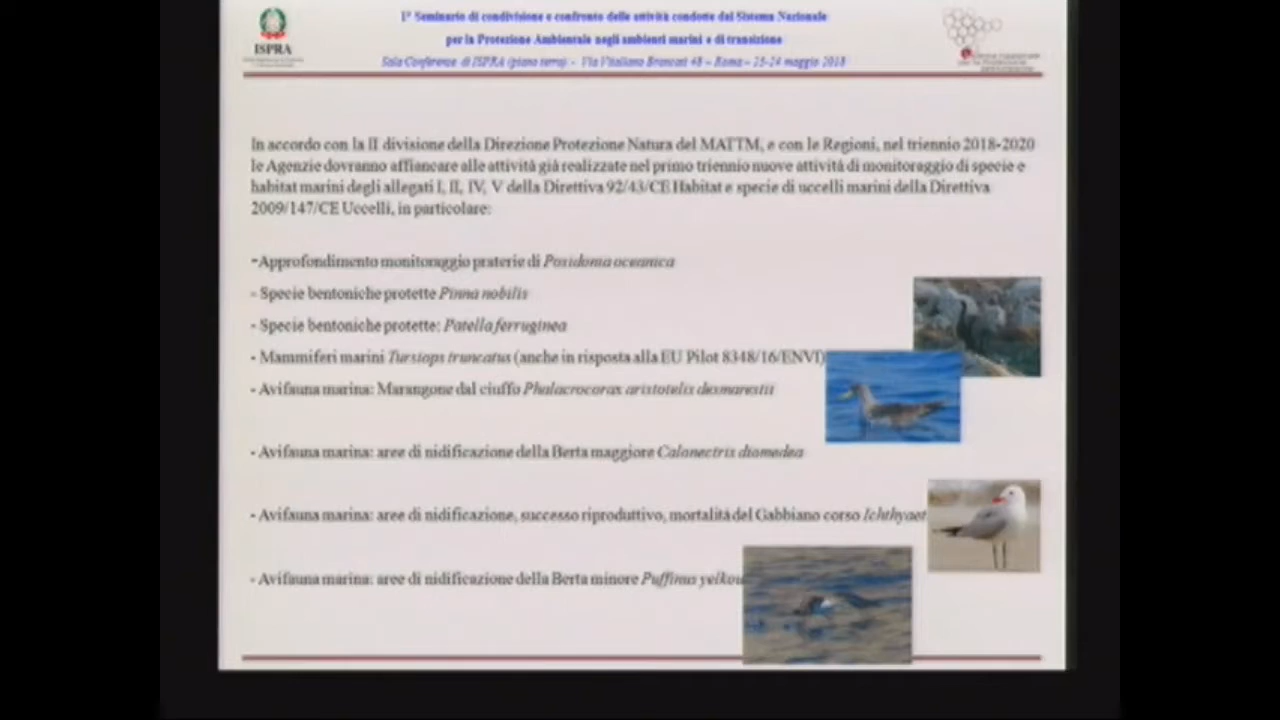 1° Seminario di condivisione e confronto delle attività condotte dal Sistema Nazionale
per la Protezione Ambientale negli ambienti marini e di transizione
Sala Conferenze di ISPRA (piano terra) - Via Vitaliano Brancati 48 – Roma – 23-24 maggio 2018
ISPRA
In accordo con la II divisione della Direzione Protezione Natura del MATTM, e con le Regioni, nel triennio 2018-2020
le Agenzie dovranno affiancare alle attività già realizzate nel primo triennio nuove attività di monitoraggio di specie e
habitat marini degli allegati I, II, IV, V della Direttiva 92/43/CE Habitat e specie di uccelli marini della Direttiva
2009/147/CE Uccelli, in particolare:
-Approfondimento monitoraggio praterie di Posidonia oceanica
- Specie bentoniche protette Pinna nobilis
- Specie bentoniche protette: Patella ferruginea
- Mammiferi marini Tursiops truncatus (anche in risposta alla EU Pilot 8348/16/ENVI)
- Avifauna marina: Marangone dal ciuffo Phalacrocorax aristotelis desmarestii
- Avifauna marina: aree di nidificazione della Berta maggiore Calonectris diomedea
- Avifauna marina: aree di nidificazione, successo riproduttivo, mortalità del Gabbiano corso Ichthyaet
- Avifauna marina: aree di nidificazione della Berta minore Puffinus yelkou